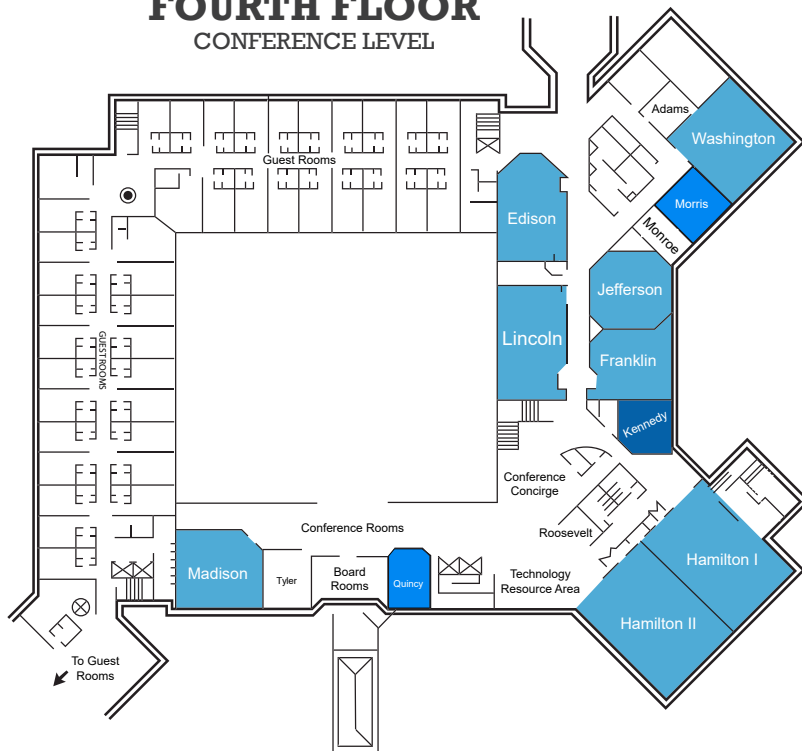 FOURTH FLOOR
CONFERENCE LEVEL
Adams
Washington
Guest Rooms
Morris
Edison
Monroe
Jefferson
Lincoln
GUEST ROOMS
Franklin
Kennedy
Conference
Concirge
Conference Rooms
Roosevelt
Hamilton I
Madison
Tyler
Board
Rooms
Quincy
Technology
Resource Area
Hamilton II
To Guest
Rooms